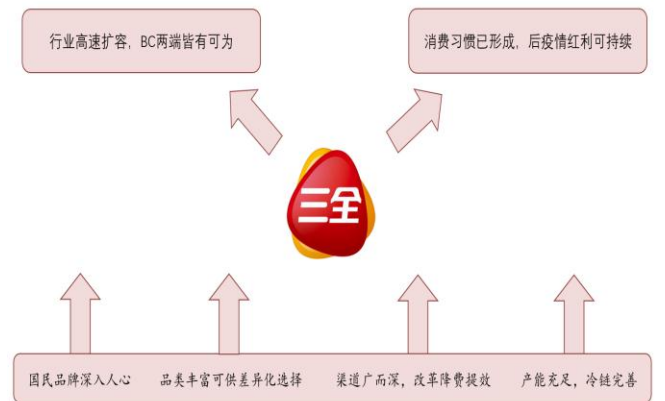 行业高速扩容，BC两端皆有可为
消费习惯已形成，后疫情红利可持续
三全
国民品牌深入人心
品类丰富可供差异化选择
渠道广而深，改革降费提效
产能充足，冷链完善